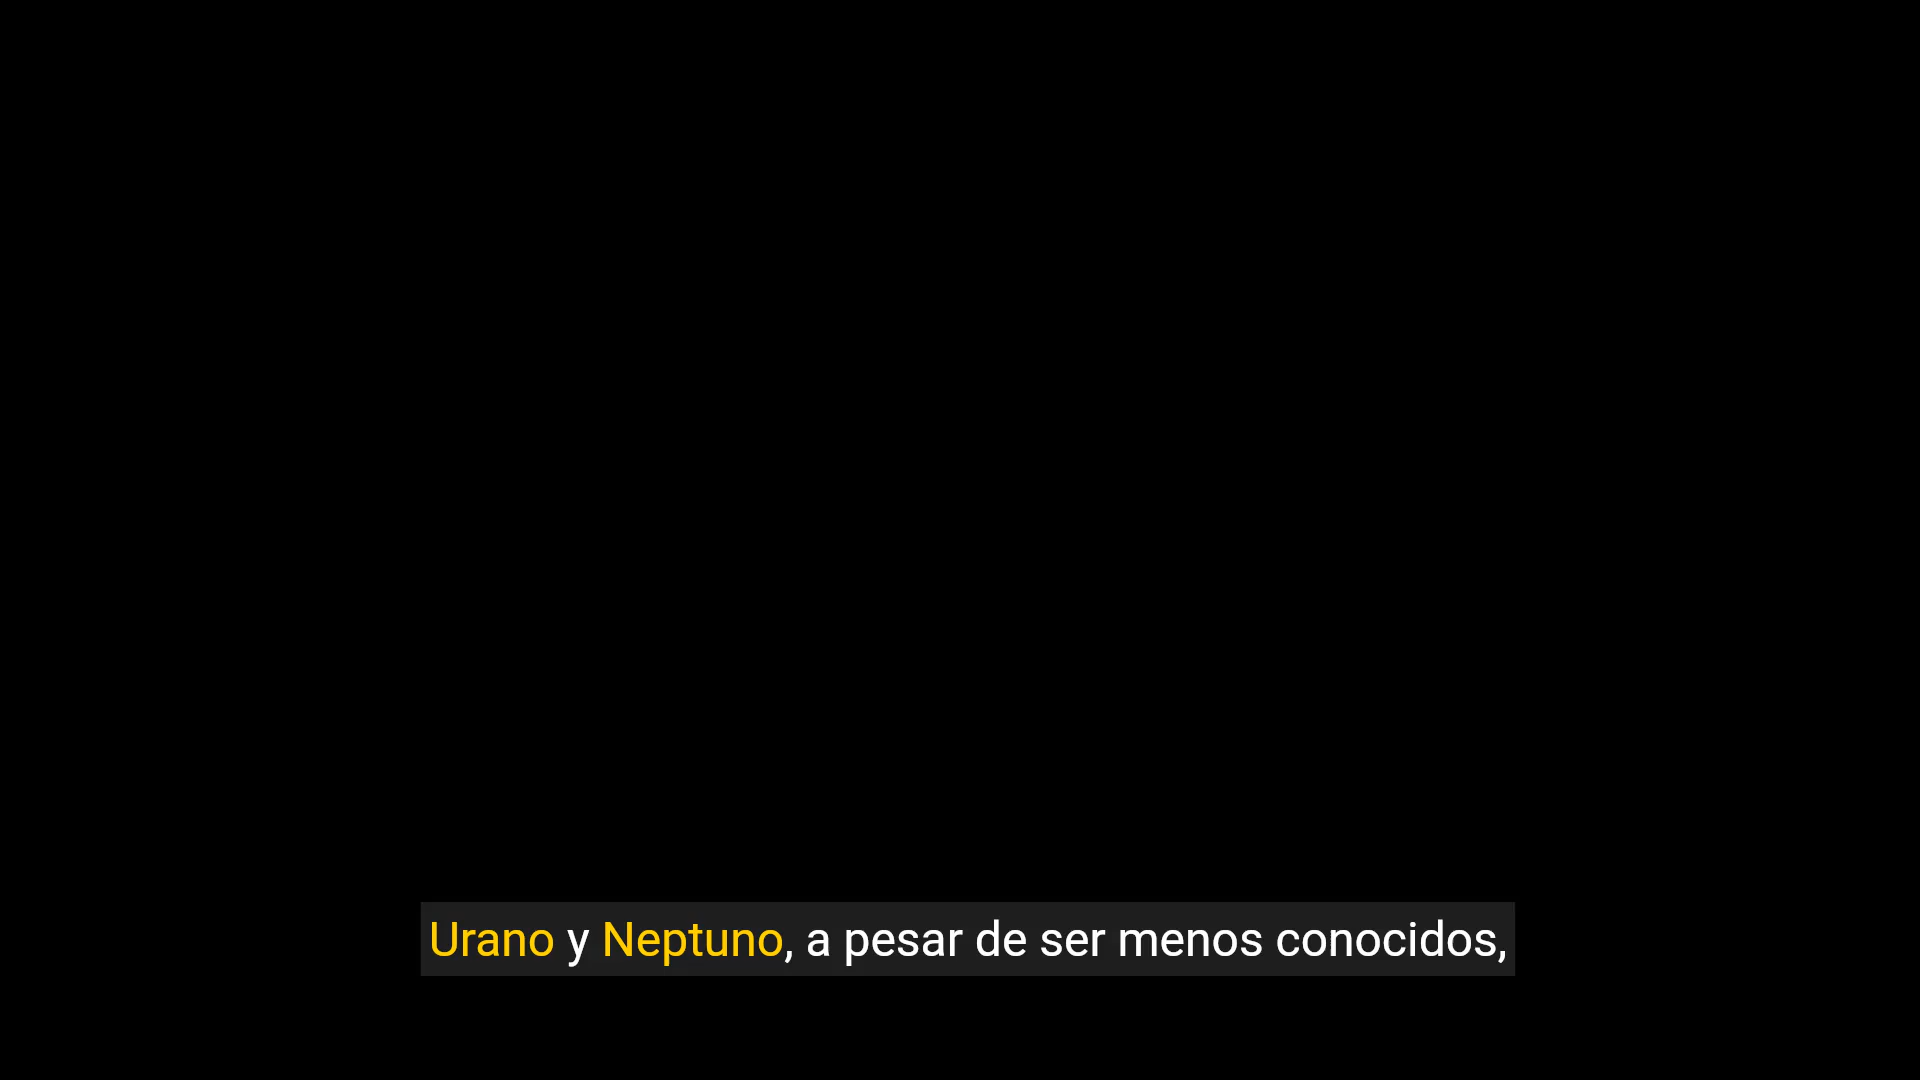 Urano y Neptuno, a pesar de ser menos conocidos,